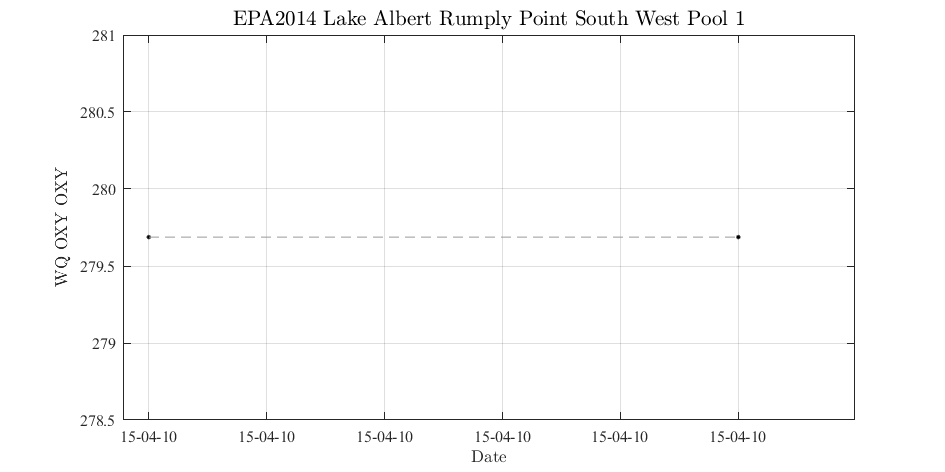 EPA2014 Lake Albert Rumply Point South West Pool 1
281
280.5
280
279.5
279
278.5
WQ OXY OXY
15-04-10 15-04-10 15-04-10 15-04-10 15-04-10 15-04-10
Date